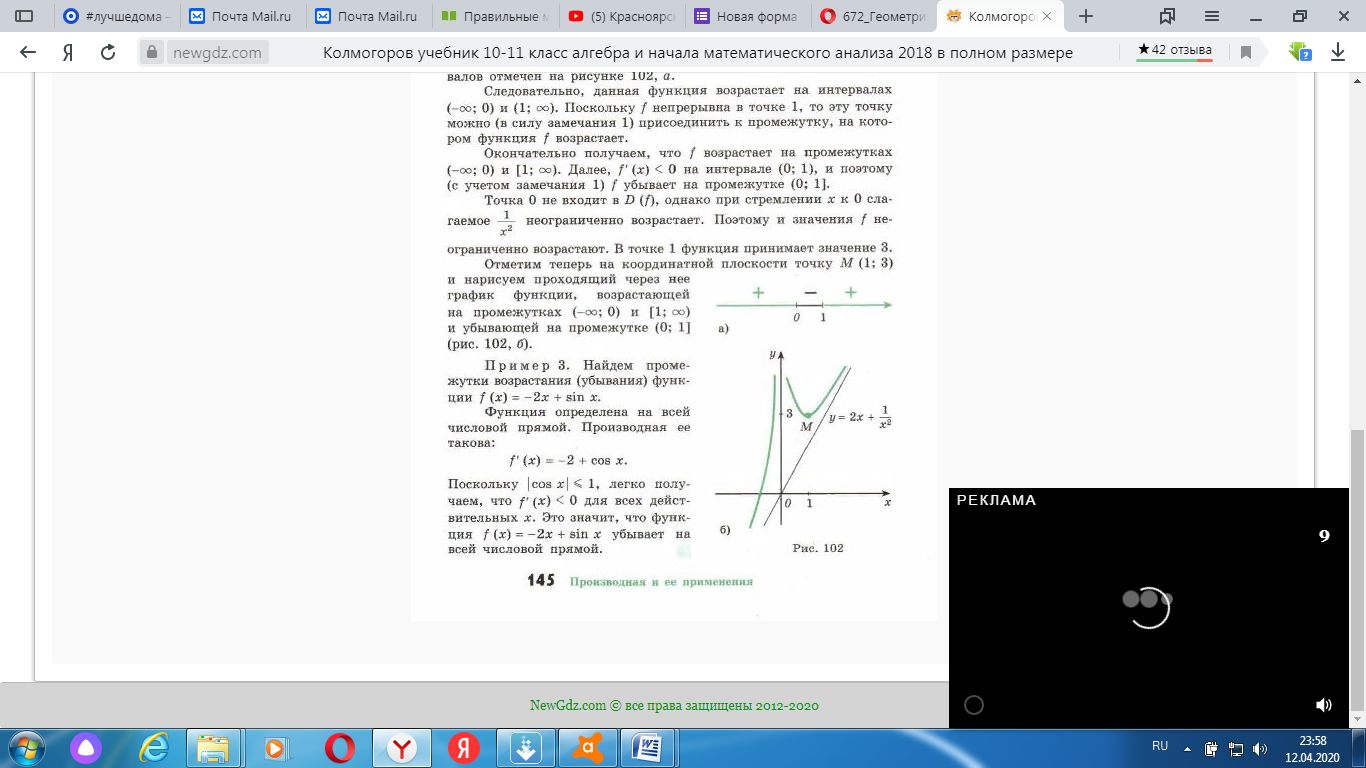 #лучшедома –
Почта Mail.ru
Почта Mail.ru
Правильные м
(5) Красноярск
Новая форма
672_Геометри
Колмогоров
newgdz.com
Колмогоров учебник 10-11 класс алгебра и начала математического анализа 2018 в полном размере
★42 отзыва
валов отмечен на рисунке 102, а.
Следовательно, данная функция возрастает на интервалах
(−∞; 0) и (1; ∞). Поскольку f непрерывна в точке 1, то эту точку
можно (в силу замечания 1) присоединить к промежутку, на кото-
ром функция f возрастает.
Окончательно получаем, что f возрастает на промежутках
(−∞; 0) и [1; ∞). Далее, f' (x) < 0 на интервале (0; 1), и поэтому
(с учетом замечания 1) f убывает на промежутке (0; 1].
Точка 0 не входит в D (f), однако при стремлении x к 0 сла-
гаемое 1/x² неограниченно возрастает. Поэтому и значения f не-
ограниченно возрастают. В точке 1 функция принимает значение 3.
Отметим теперь на координатной плоскости точку M (1; 3)
и нарисуем проходящий через нее
график функции, возрастающей
на промежутках (−∞; 0) и [1; ∞)
и убывающей на промежутке (0; 1]
(рис. 102, б).
Пример 3. Найдем проме-
жутки возрастания (убывания) функ-
ции f (x) = −2x + sin x.
Функция определена на всей
числовой прямой. Производная ее
такова:
f' (x) = −2 + cos x.
Поскольку |cos x| ⩽ 1, легко полу-
чаем, что f' (x) < 0 для всех дейст-
вительных x. Это значит, что функ-
ция f (x) = −2x + sin x убывает на
всей числовой прямой.
+ − +
0 1
а)
y
3
M
y = 2x + 1/x²
0 1 x
б)
Рис. 102
145 Производная и ее применения
РЕКЛАМА
9
NewGdz.com © все права защищены 2012-2020
RU
23:58
12.04.2020